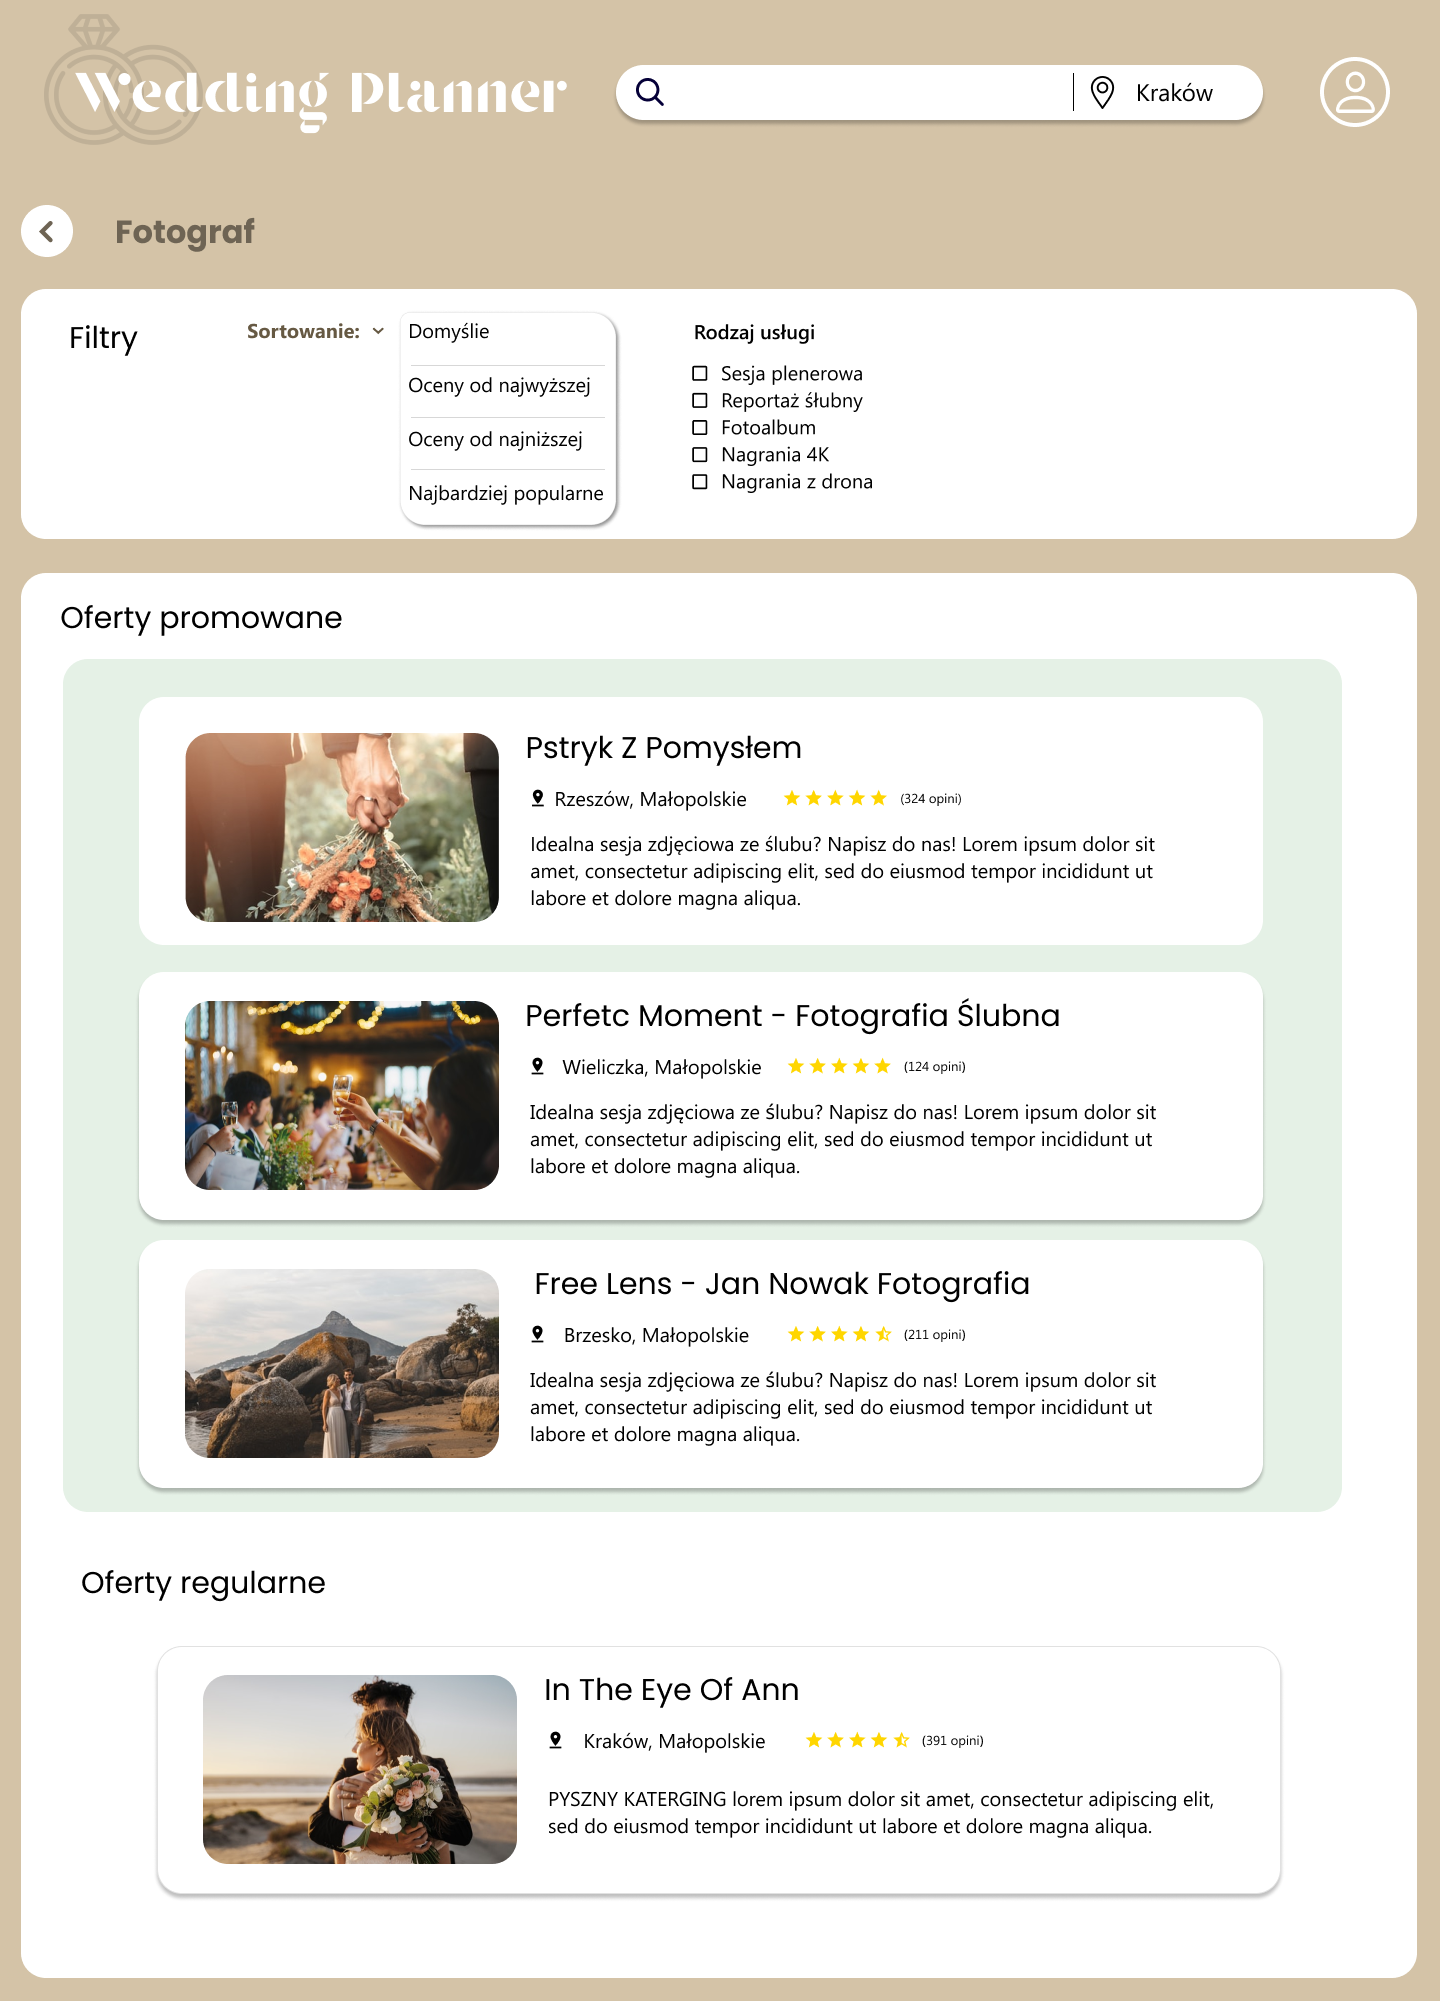 Wedding Planner
Kraków
Fotograf
Filtry
Sortowanie:
Domyślie
Oceny od najwyższej
Oceny od najniższej
Najbardziej popularne
Rodzaj usługi
Sesja plenerowa
Reportaż śłubny
Fotoalbum
Nagrania 4K
Nagrania z drona
Oferty promowane
Pstryk Z Pomysłem
Rzeszów, Małopolskie (324 opini)
Idealna sesja zdjęciowa ze ślubu? Napisz do nas! Lorem ipsum dolor sit
amet, consectetur adipiscing elit, sed do eiusmod tempor incididunt ut
labore et dolore magna aliqua.
Perfetc Moment - Fotografia Ślubna
Wieliczka, Małopolskie (124 opini)
Idealna sesja zdjęciowa ze ślubu? Napisz do nas! Lorem ipsum dolor sit
amet, consectetur adipiscing elit, sed do eiusmod tempor incididunt ut
labore et dolore magna aliqua.
Free Lens - Jan Nowak Fotografia
Brzesko, Małopolskie (211 opini)
Idealna sesja zdjęciowa ze ślubu? Napisz do nas! Lorem ipsum dolor sit
amet, consectetur adipiscing elit, sed do eiusmod tempor incididunt ut
labore et dolore magna aliqua.
Oferty regularne
In The Eye Of Ann
Kraków, Małopolskie (391 opini)
PYSZNY KATERGING lorem ipsum dolor sit amet, consectetur adipiscing elit,
sed do eiusmod tempor incididunt ut labore et dolore magna aliqua.